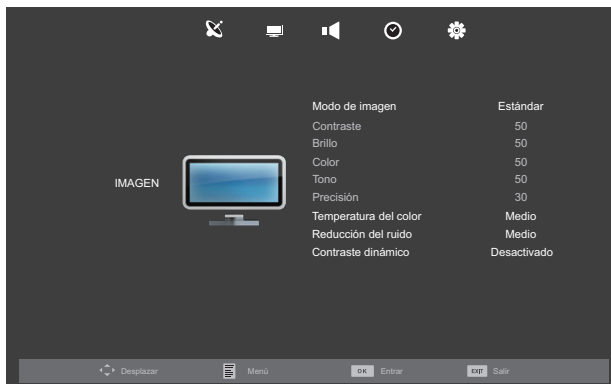 Modo de imagen Estándar
Contraste 50
Brillo 50
Color 50
Tono 50
IMAGEN
Precisión 30
Temperatura del color Medio
Reducción del ruido Medio
Contraste dinámico Desactivado
Desplazar Menú OK Entrar EXIT Salir